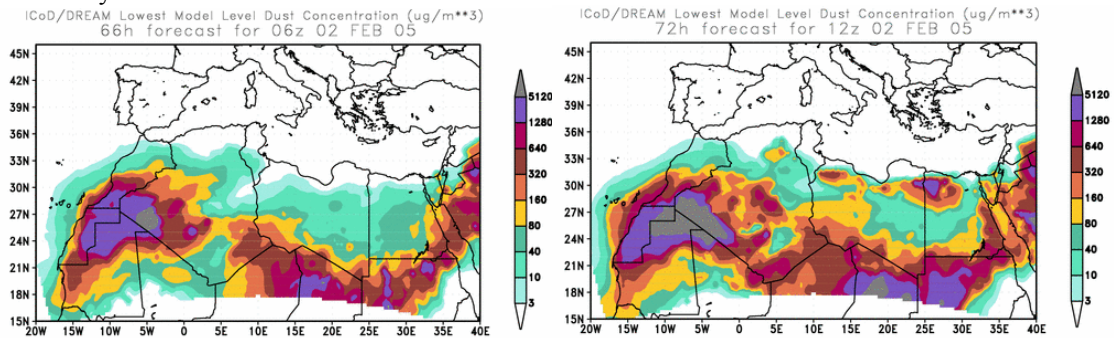 ICoD/DREAM Lowest Model Level Dust Concentration (ug/m**3)
66h forecast for 06z 02 FEB 05
45N
42N
39N
36N
33N
30N
27N
24N
21N
18N
15N
20W 15W 10W 5W 0 5E 10E 15E 20E 25E 30E 35E 40E
5120
1280
640
320
160
80
40
10
3
ICoD/DREAM Lowest Model Level Dust Concentration (ug/m**3)
72h forecast for 12z 02 FEB 05
45N
42N
39N
36N
33N
30N
27N
24N
21N
18N
15N
20W 15W 10W 5W 0 5E 10E 15E 20E 25E 30E 35E 40E
5120
1280
640
320
160
80
40
10
3